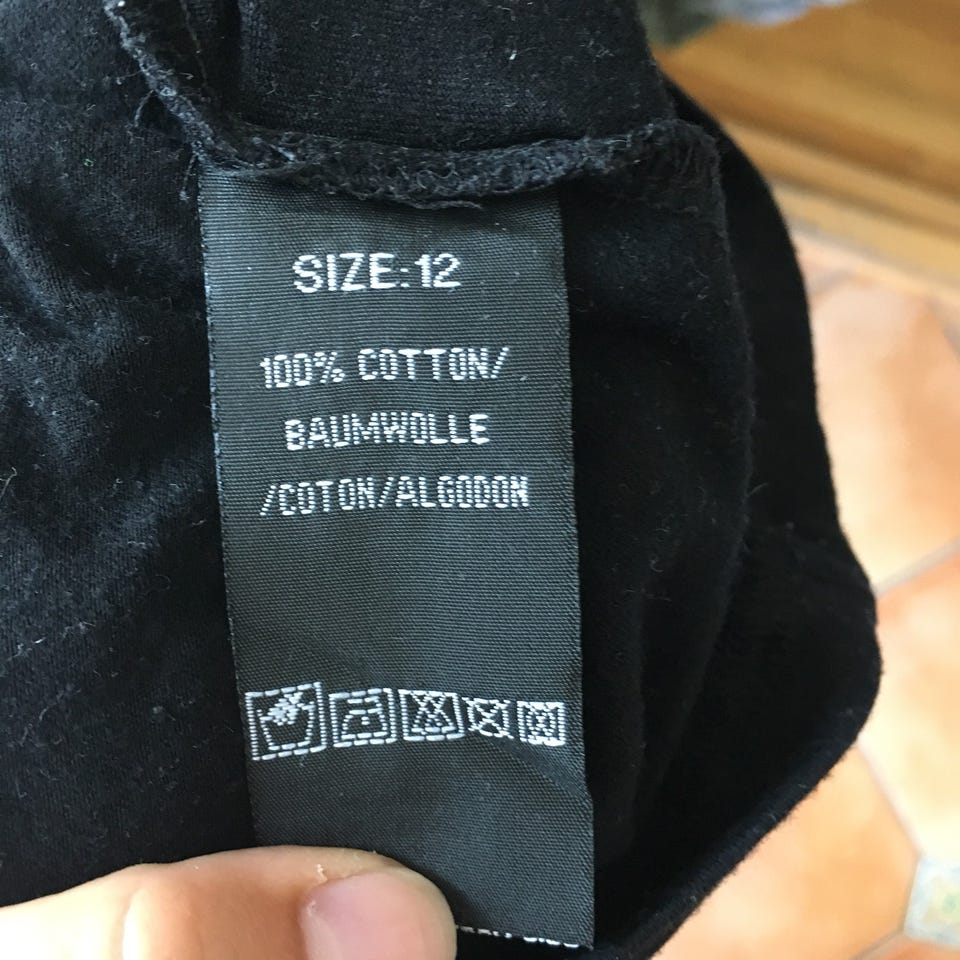 SIZE:12
100% COTTON/
BAUMWOLLE
/COTON/ALGODON